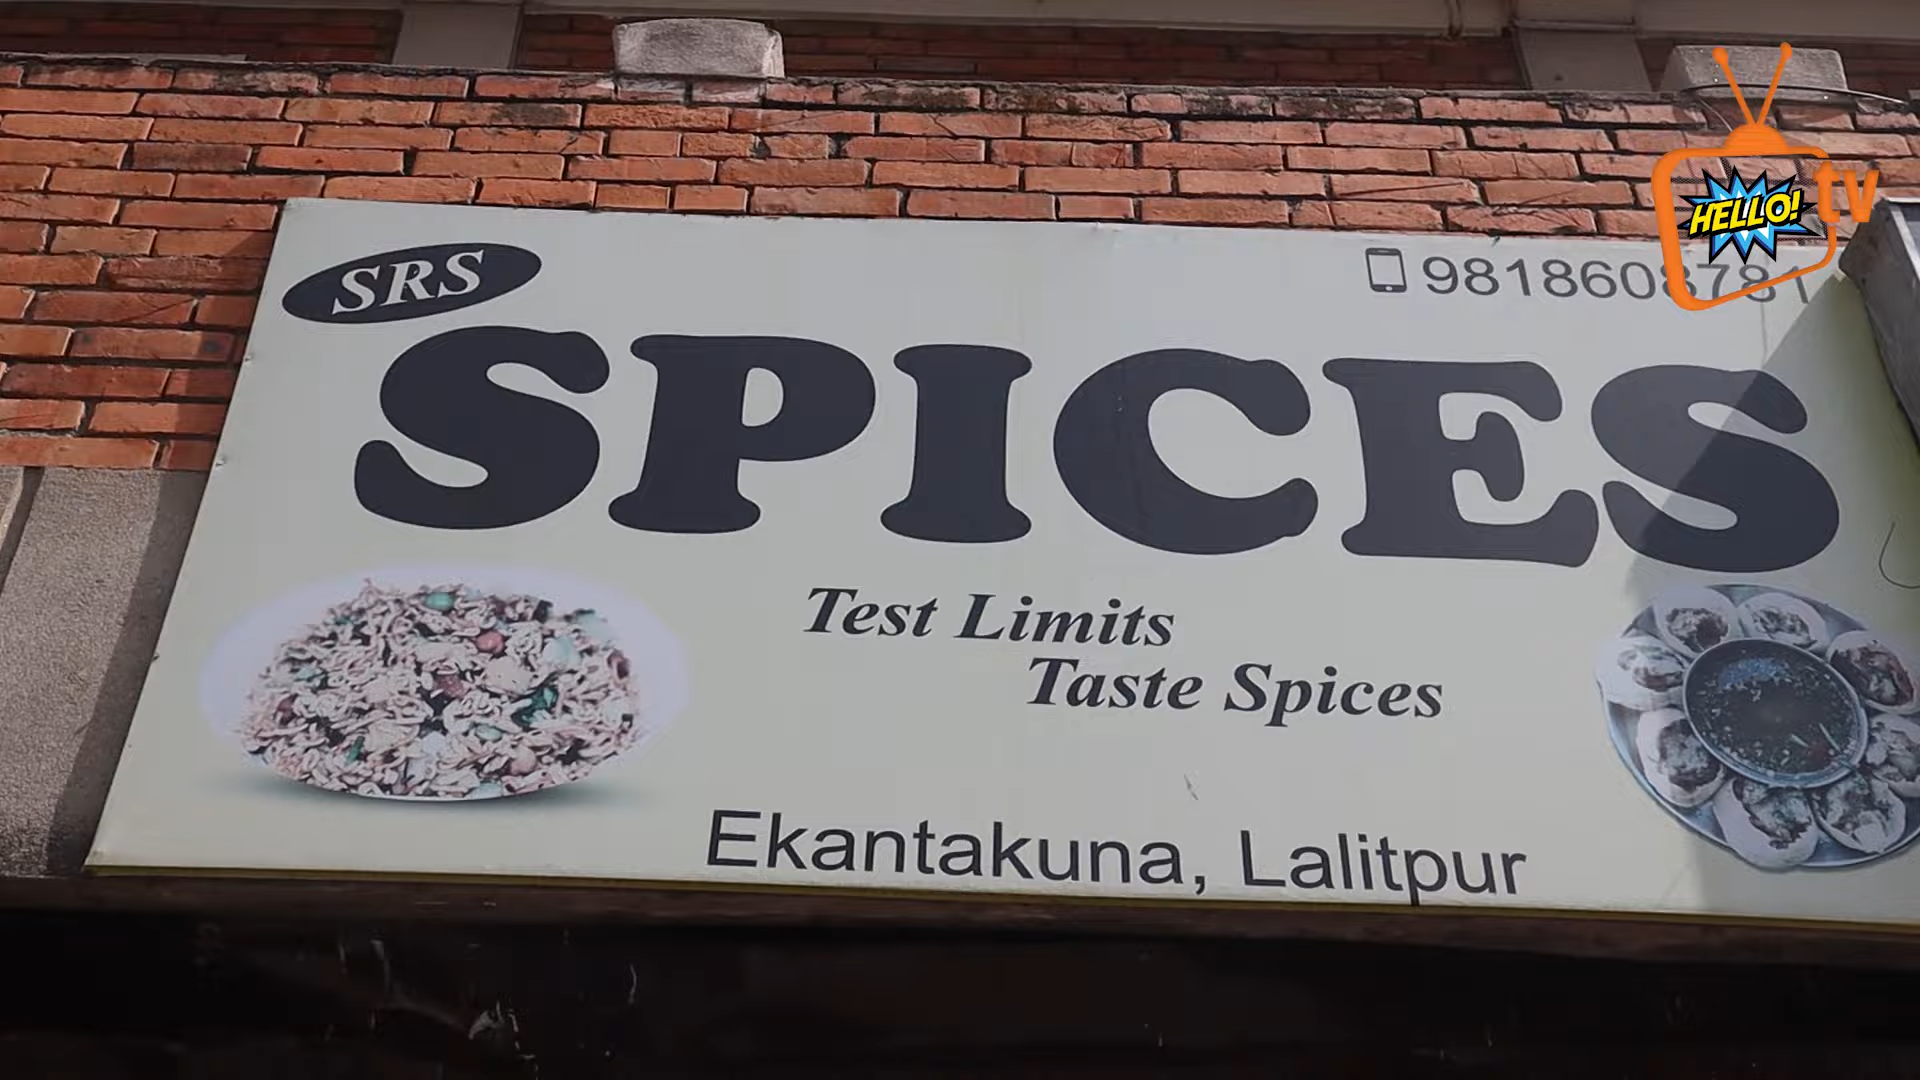 SRS
9818608781
SPICES
Test Limits
Taste Spices
Ekantakuna, Lalitpur
HELLO!
tv